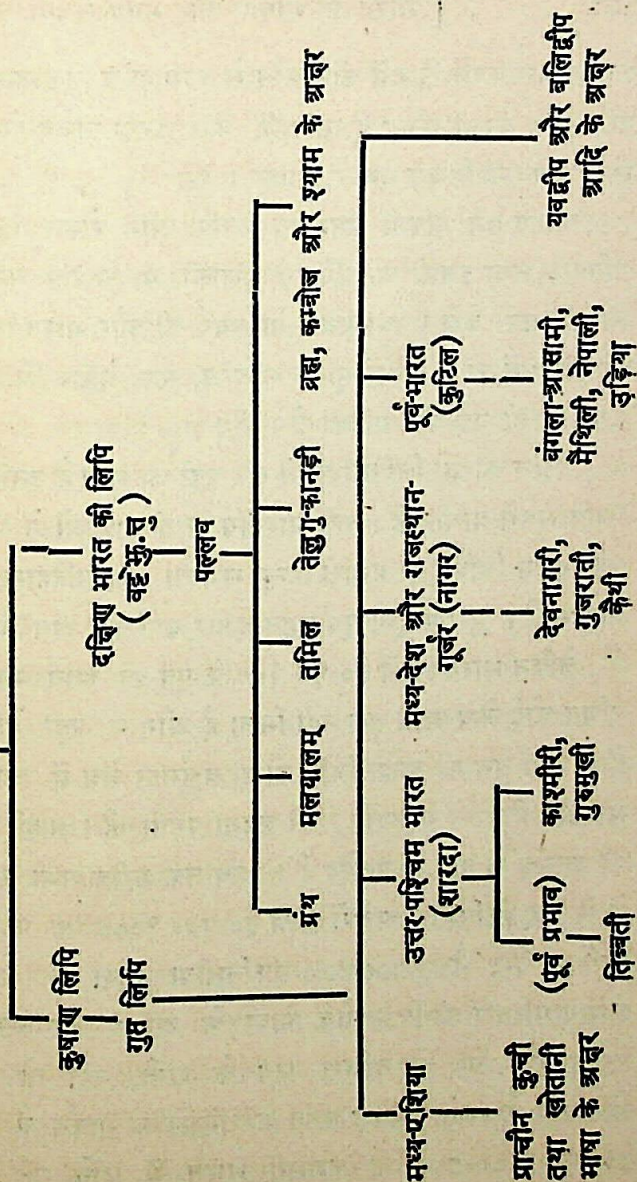 कुषाण लिपि
गुप्त लिपि
दक्षिण भारत की लिपि
( वट्टे ळु.त्तु )
पल्लव
ग्रंथ
मलयालम्
तमिल
तेलुगु-कानड़ी
ब्रह्म, कम्बोज और श्याम के अक्षर
मध्य-एशिया
प्राचीन कुची
तथा खोतानी
भाषा के अक्षर
उत्तर-पश्चिम भारत
(शारदा)
(पूर्व प्रभाव)
तिब्बती
काश्मीरी,
गुरुमुखी
मध्य-देश और राजस्थान-
गूर्जर (नागर)
देवनागरी,
गुजराती,
कैथी
पूर्व-भारत
(कुटिल)
बंगला-आसामी,
मैथिली, नेपाली,
उड़िया
यवद्वीप और बलिद्वीप
आदि के अक्षर